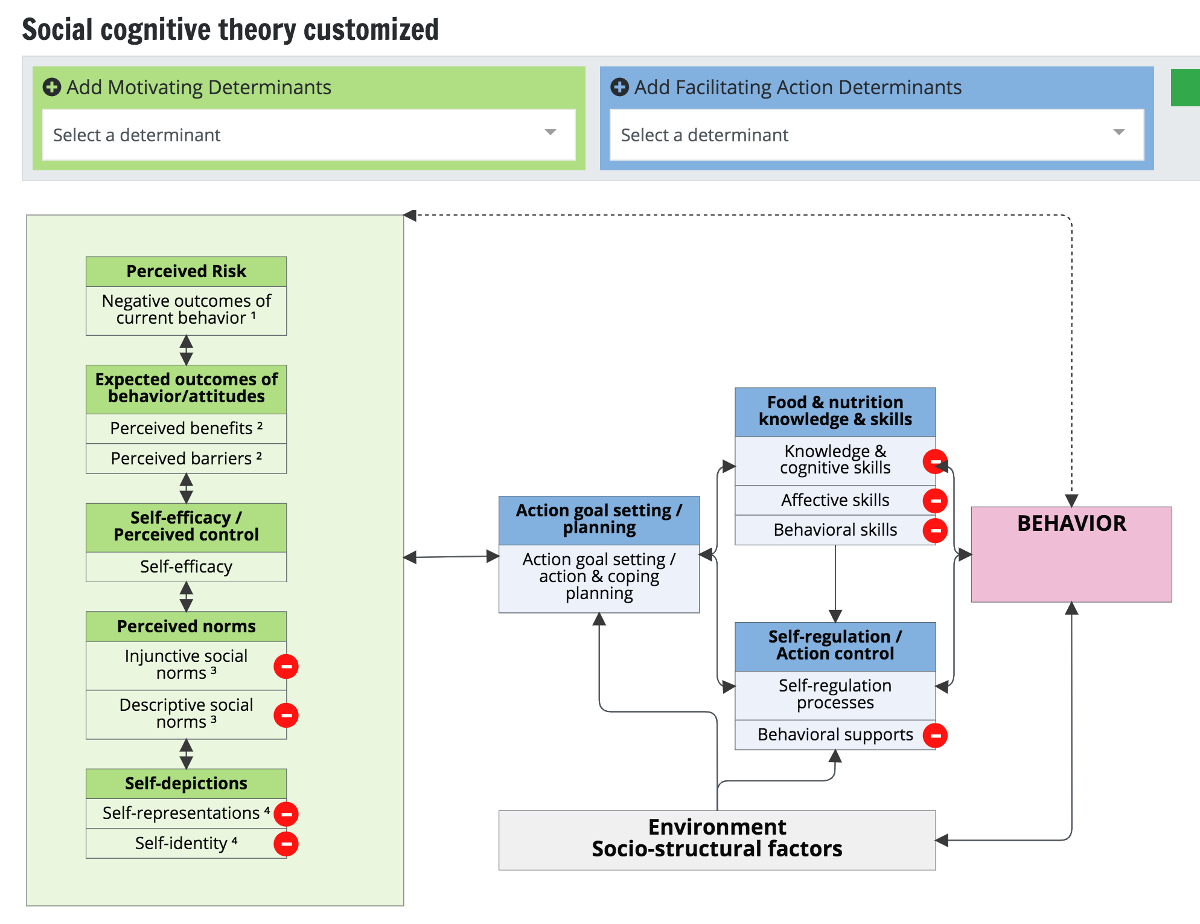 Social cognitive theory customized
Add Motivating Determinants
Select a determinant
Add Facilitating Action Determinants
Select a determinant
Perceived Risk
Negative outcomes of
current behavior ¹
Expected outcomes of
behavior/attitudes
Perceived benefits ²
Perceived barriers ²
Self-efficacy /
Perceived control
Self-efficacy
Perceived norms
Injunctive social
norms ³
Descriptive social
norms ³
Self-depictions
Self-representations ⁴
Self-identity ⁴
Action goal setting /
planning
Action goal setting /
action & coping
planning
Food & nutrition
knowledge & skills
Knowledge &
cognitive skills
Affective skills
Behavioral skills
Self-regulation /
Action control
Self-regulation
processes
Behavioral supports
BEHAVIOR
Environment
Socio-structural factors